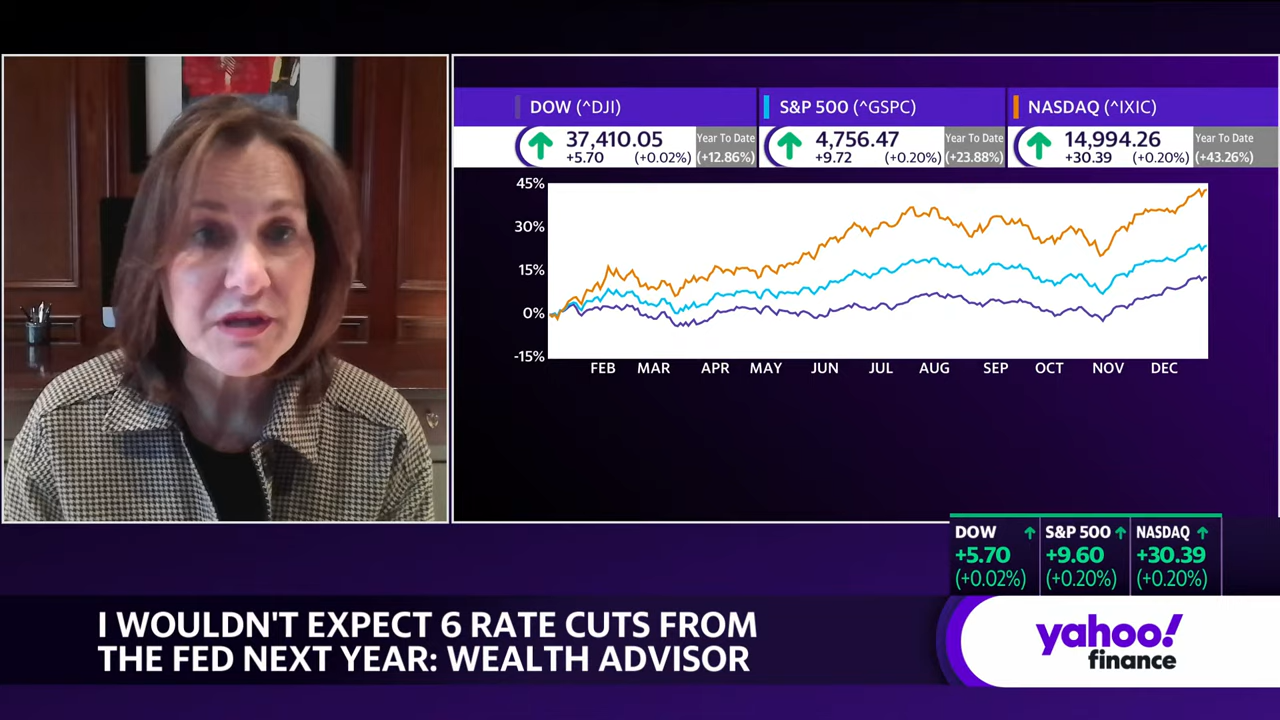 DOW (^DJI)
37,410.05
+5.70 (+0.02%)
Year To Date
(+12.86%)
S&P 500 (^GSPC)
4,756.47
+9.72 (+0.20%)
Year To Date
(+23.88%)
NASDAQ (^IXIC)
14,994.26
+30.39 (+0.20%)
Year To Date
(+43.26%)
45%
30%
15%
0%
-15%
FEB MAR APR MAY JUN JUL AUG SEP OCT NOV DEC
DOW
+5.70
(+0.02%)
S&P 500
+9.60
(+0.20%)
NASDAQ
+30.39
(+0.20%)
I WOULDN'T EXPECT 6 RATE CUTS FROM
THE FED NEXT YEAR: WEALTH ADVISOR
yahoo!
finance